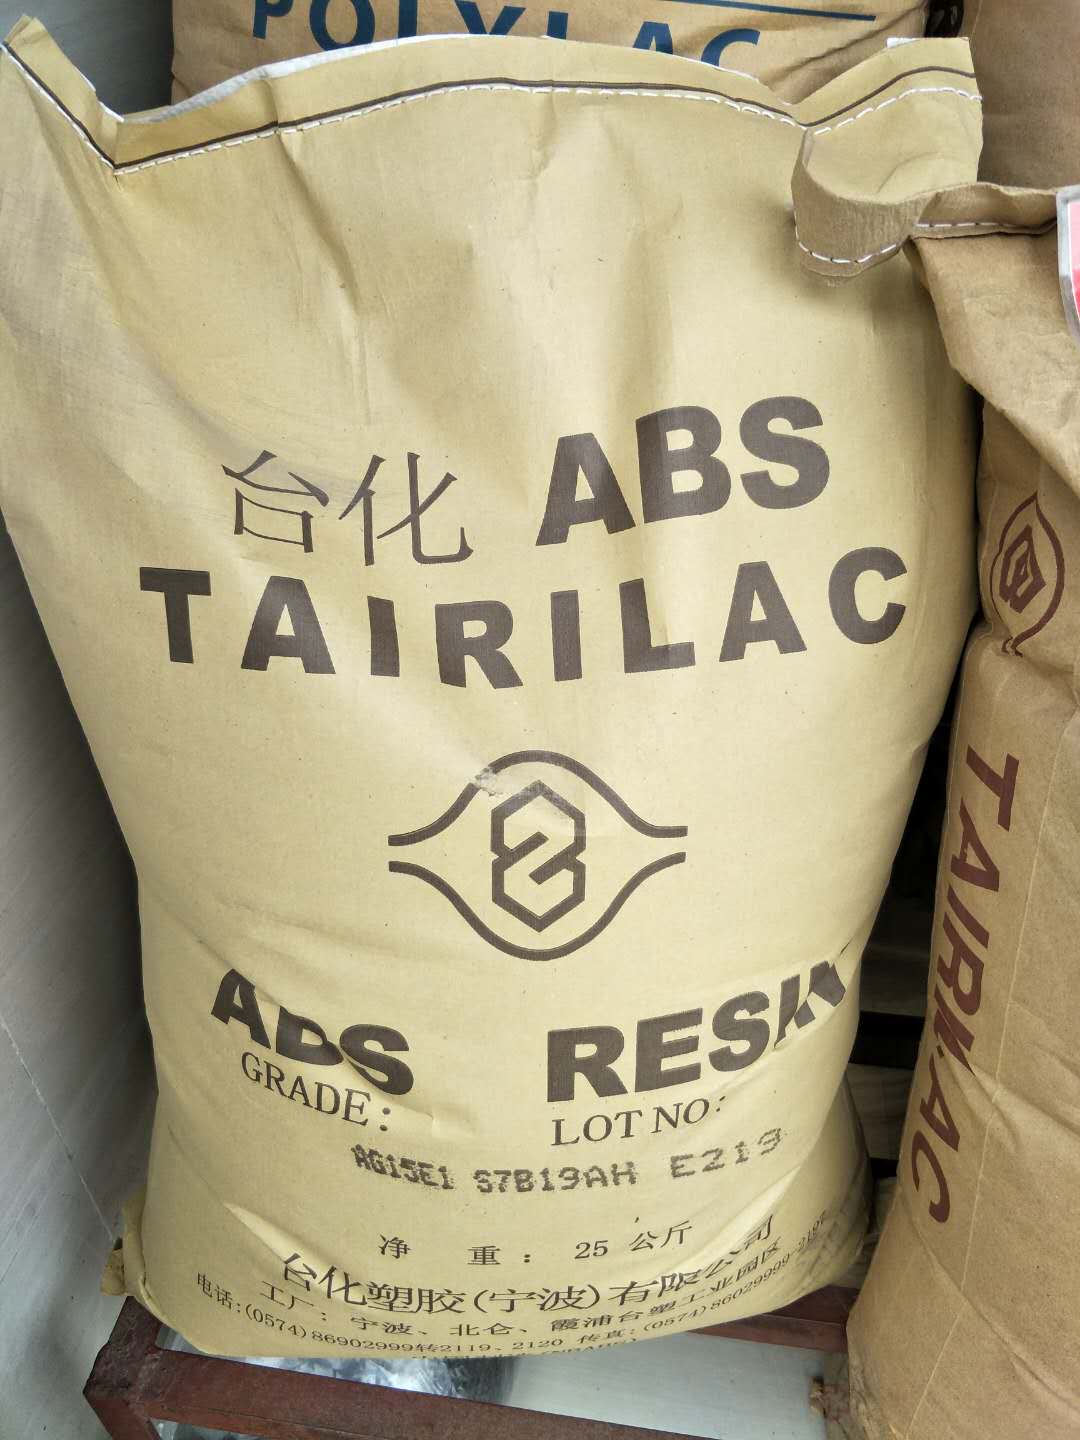 POLYLAC
台化 ABS
TAIRILAC
ABS RESIN
GRADE: LOT NO:
AG15E1 S7B19AH E219
净 重: 25 公斤
台化塑胶(宁波)有限公司
工厂: 宁波、北仑、霞浦台塑工业园区
电话:(0574)86902999转2119、2120 传真:(0574)86029999-2197
TAIRILAC